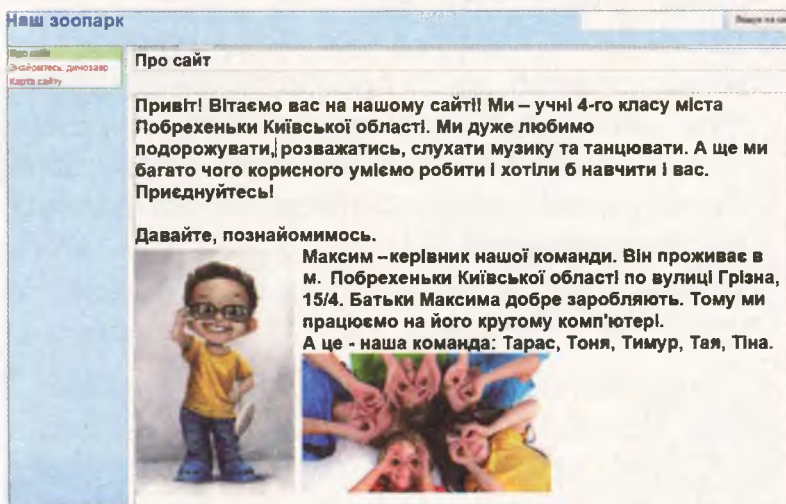 Наш зоопарк
Про сайт
Знайомтесь, динозавр
Карта сайту
Про сайт
Привіт! Вітаємо вас на нашому сайті! Ми – учні 4-го класу міста
Побрехеньки Київської області. Ми дуже любимо
подорожувати, розважатись, слухати музику та танцювати. А ще ми
багато чого корисного уміємо робити і хотіли б навчити і вас.
Приєднуйтесь!
Давайте, познайомимось.
Максим –керівник нашої команди. Він проживає в
м. Побрехеньки Київської області по вулиці Грізна,
15/4. Батьки Максима добре заробляють. Тому ми
працюємо на його крутому комп'ютері.
А це - наша команда: Тарас, Тоня, Тимур, Тая, Тіна.